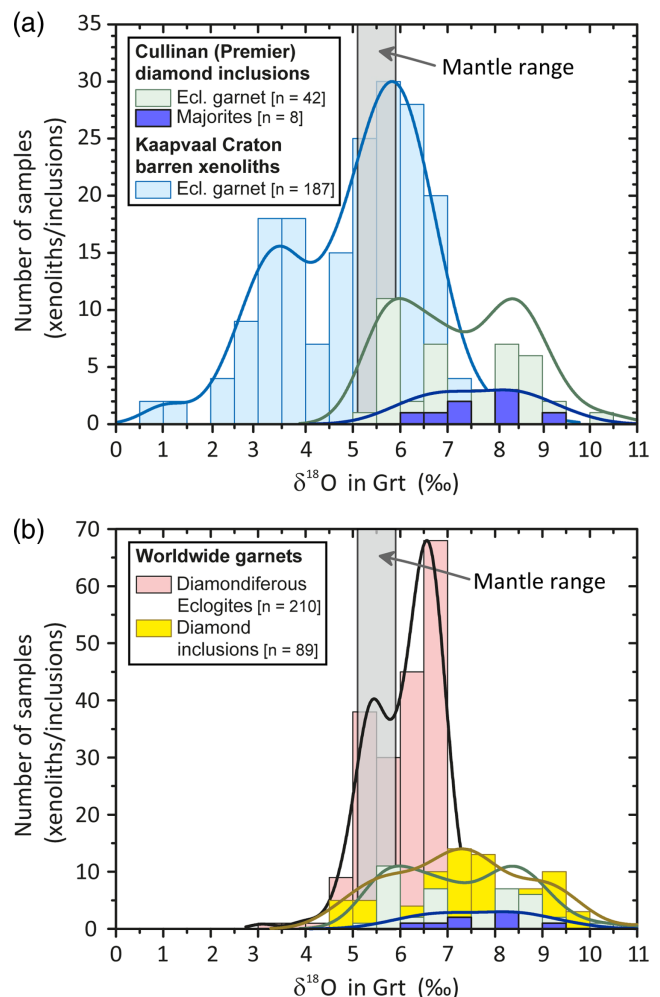 (a)
35
30
25
20
15
10
5
0
Number of samples
(xenoliths/inclusions)
Cullinan (Premier)
diamond inclusions
Ecl. garnet [n = 42]
Majorites [n = 8]
Kaapvaal Craton
barren xenoliths
Ecl. garnet [n = 187]
Mantle range
0 1 2 3 4 5 6 7 8 9 10 11
δ¹⁸O in Grt (‰)
(b)
70
60
50
40
30
20
10
0
Number of samples
(xenoliths/inclusions)
Worldwide garnets
Diamondiferous
Eclogites [n = 210]
Diamond
inclusions [n = 89]
Mantle range
0 1 2 3 4 5 6 7 8 9 10 11
δ¹⁸O in Grt (‰)